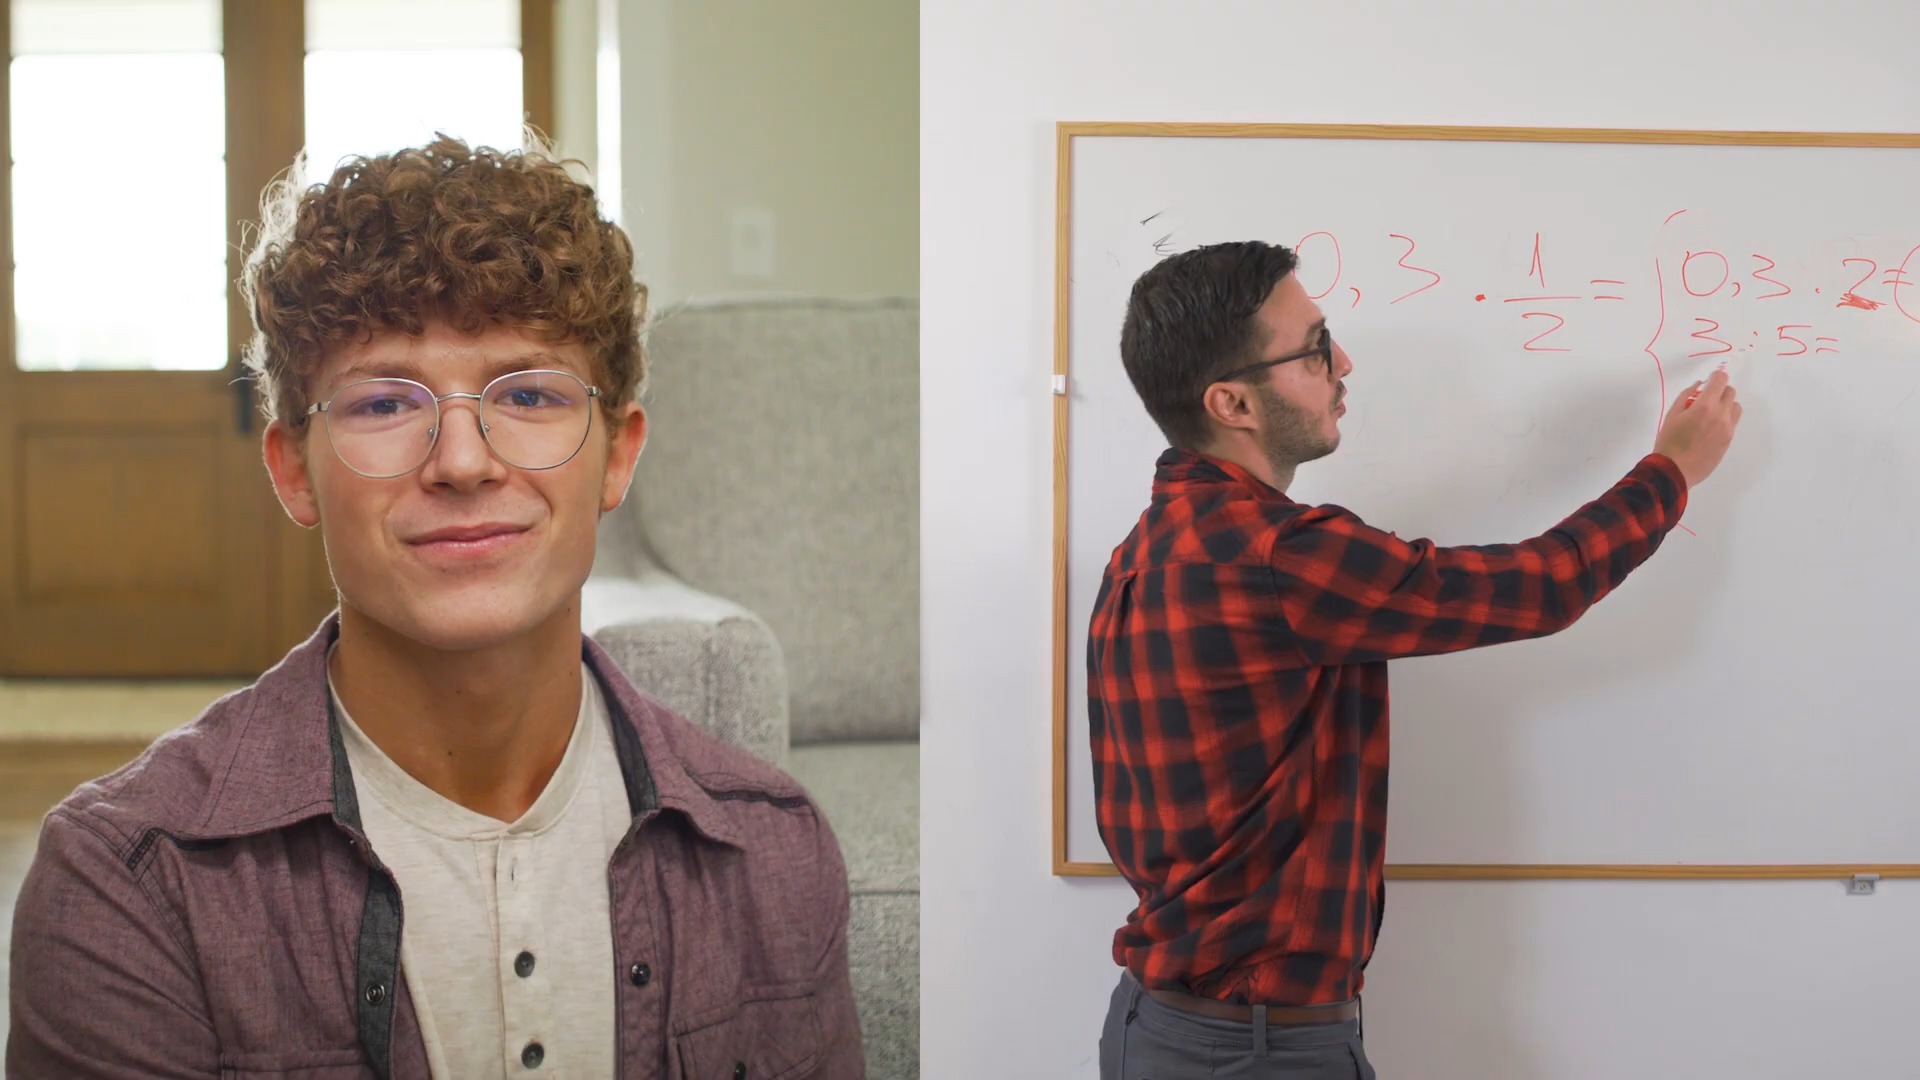 0,3 · 1/2 = { 0,3 . 2 = (
3 : 5 =